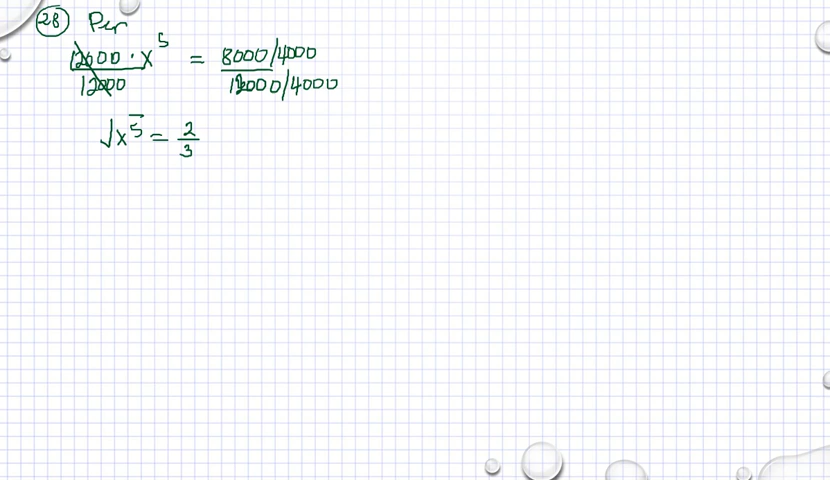 28 Per
12000 · x^5 / 12000 = 8000/4000 / 12000/4000
√x^5 = 2/3